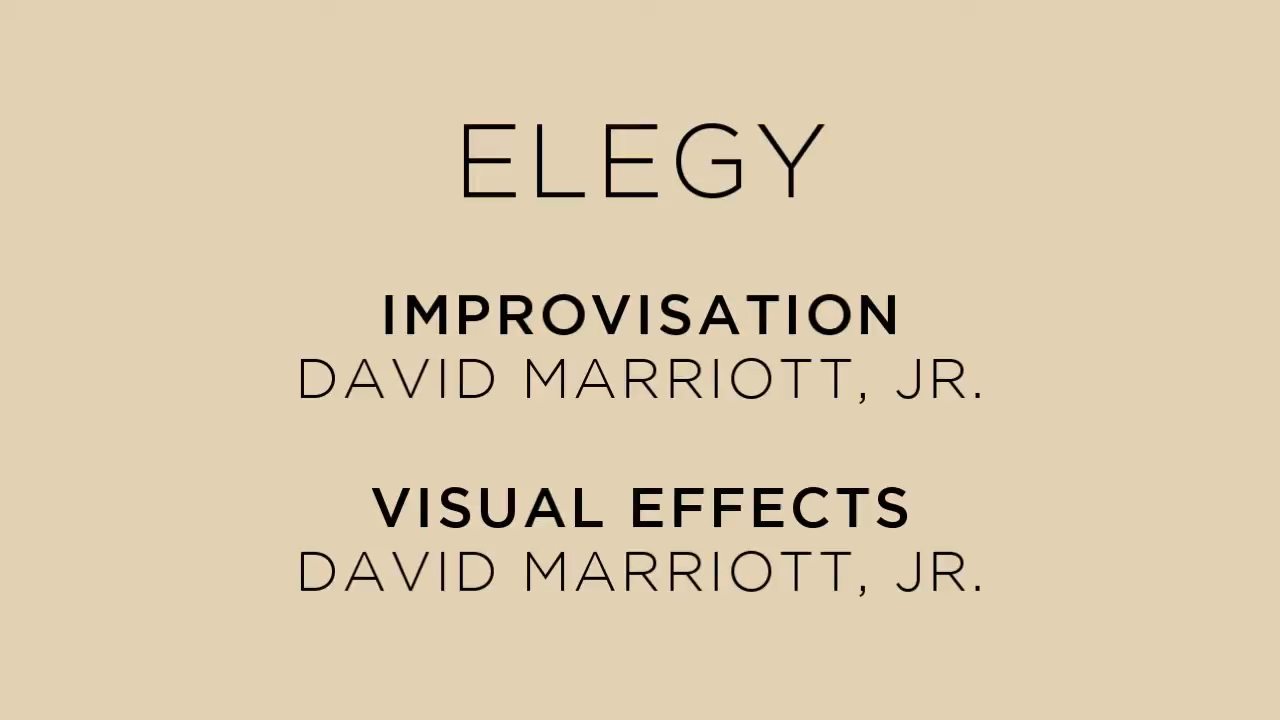 ELEGY
IMPROVISATION
DAVID MARRIOTT, JR.
VISUAL EFFECTS
DAVID MARRIOTT, JR.